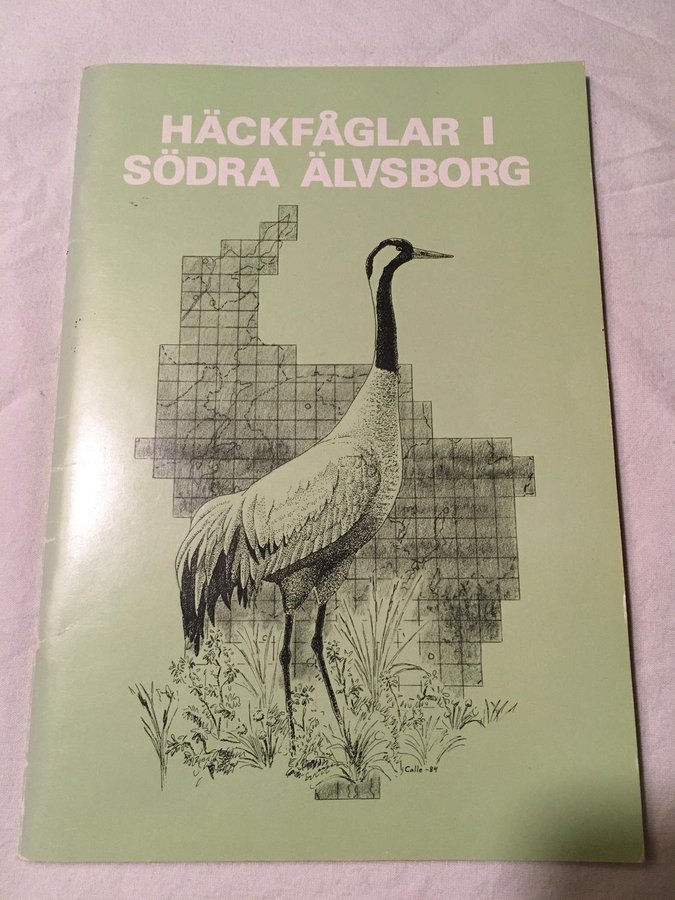 HÄCKFÅGLAR I
SÖDRA ÄLVSBORG
Calle -84